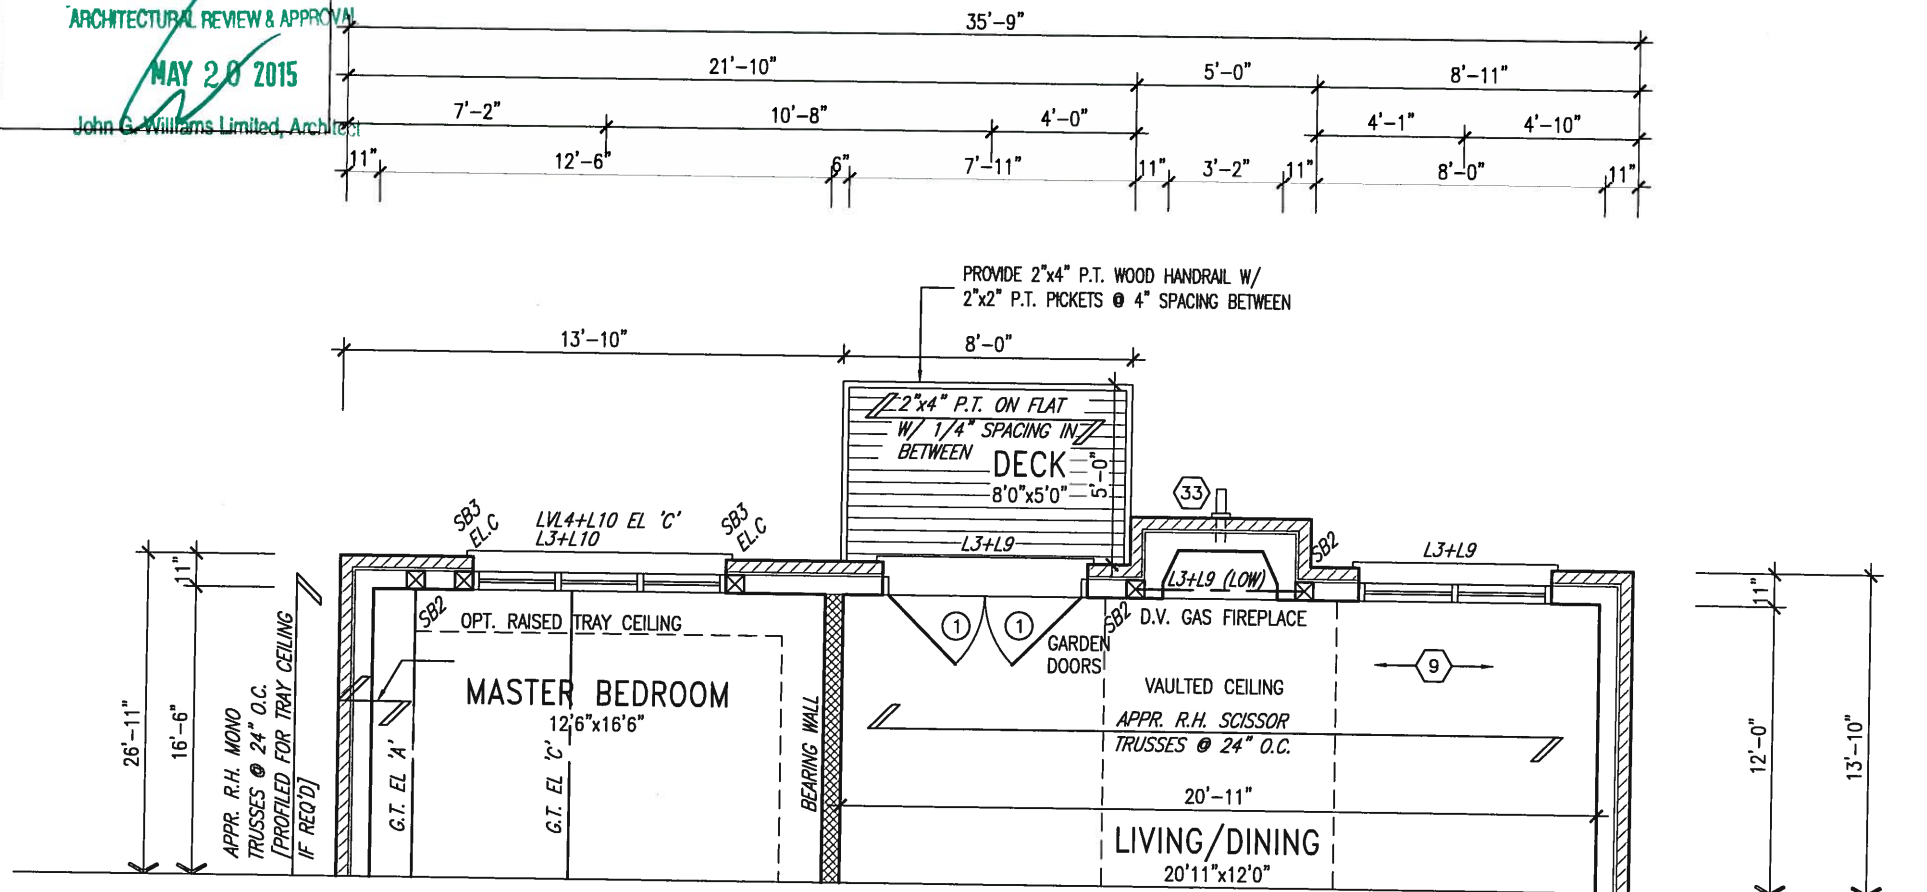 ARCHITECTURAL REVIEW & APPROVAL
MAY 20 2015
John G. Williams Limited, Architect
35'-9"
21'-10"
5'-0"
8'-11"
7'-2"
10'-8"
4'-0"
4'-1"
4'-10"
11"
12'-6"
6"
7'-11"
11"
3'-2"
11"
8'-0"
11"
PROVIDE 2"x4" P.T. WOOD HANDRAIL W/
2"x2" P.T. PICKETS @ 4" SPACING BETWEEN
13'-10"
8'-0"
2"x4" P.T. ON FLAT
W/ 1/4" SPACING IN
BETWEEN
DECK
8'0"x5'0"
5'-0"
33
SB3
EL.C
LVL4+L10 EL 'C'
L3+L10
SB3
EL.C
L3+L9
SB2
L3+L9
L3+L9 (LOW)
11"
26'-11"
16'-6"
APPR. R.H. MONO
TRUSSES @ 24" O.C.
[PROFILED FOR TRAY CEILING
IF REQ'D]
SB2
OPT. RAISED TRAY CEILING
MASTER BEDROOM
12'6"x16'6"
G.T. EL 'A'
G.T. EL 'C'
BEARING WALL
1
1
GARDEN
DOORS
SB2
D.V. GAS FIREPLACE
9
VAULTED CEILING
APPR. R.H. SCISSOR
TRUSSES @ 24" O.C.
20'-11"
LIVING/DINING
20'11"x12'0"
11"
12'-0"
13'-10"